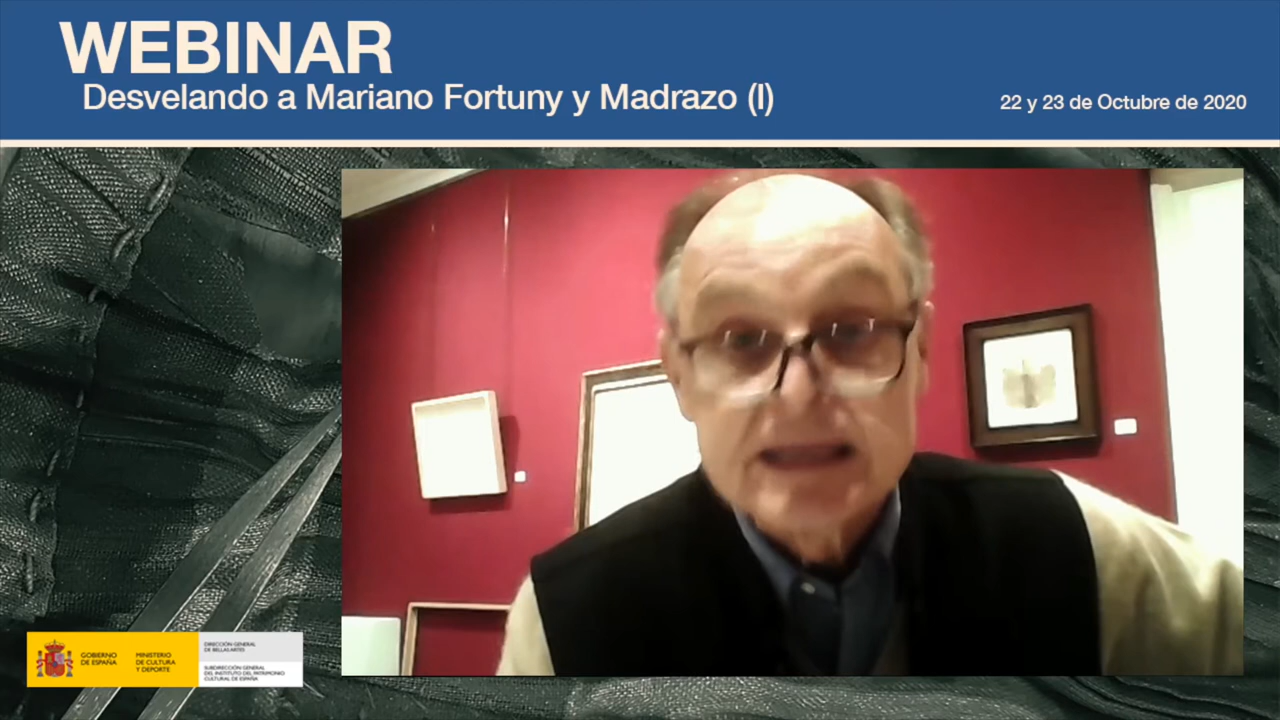 WEBINAR
Desvelando a Mariano Fortuny y Madrazo (I)
22 y 23 de Octubre de 2020
GOBIERNO
DE ESPAÑA
MINISTERIO
DE CULTURA
Y DEPORTE
DIRECCIÓN GENERAL
DE BELLAS ARTES
SUBDIRECCIÓN GENERAL
DEL INSTITUTO DEL PATRIMONIO
CULTURAL DE ESPAÑA